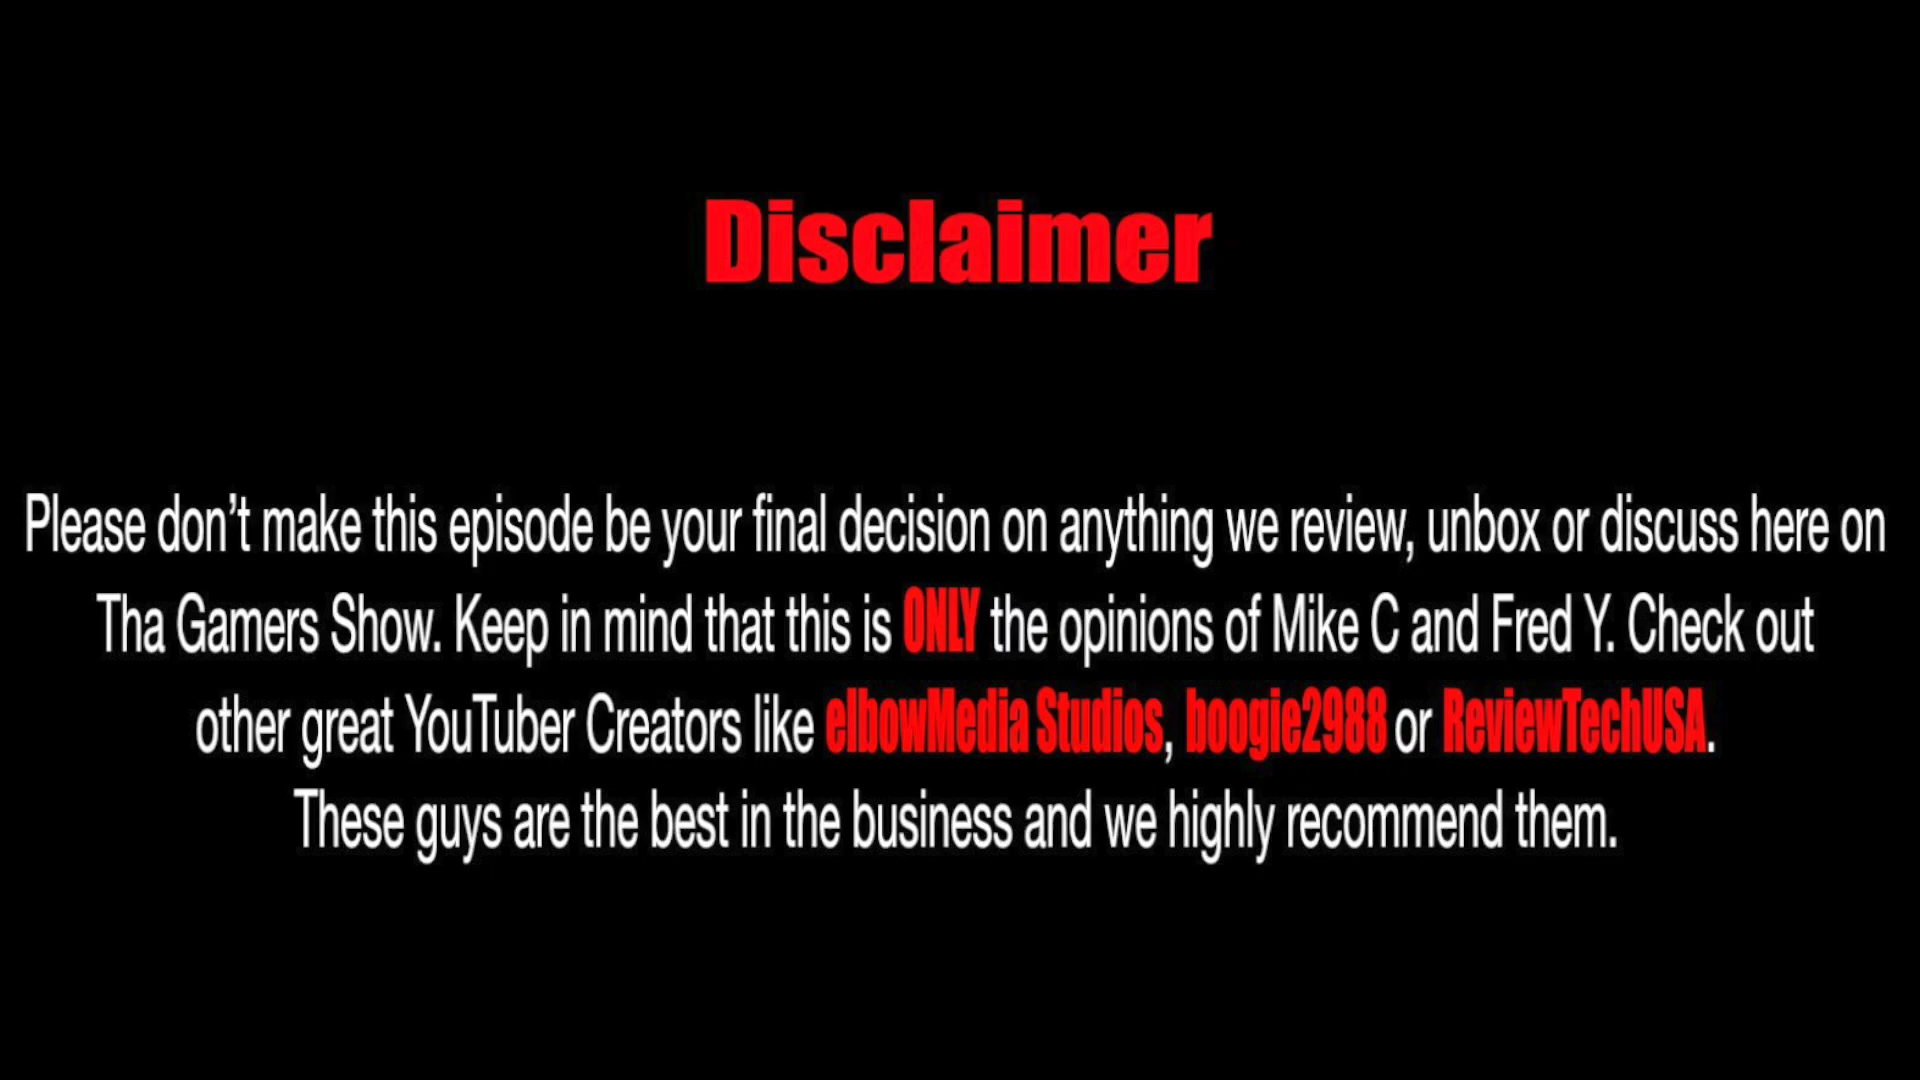 Disclaimer
Please don’t make this episode be your final decision on anything we review, unbox or discuss here on
Tha Gamers Show. Keep in mind that this is ONLY the opinions of Mike C and Fred Y. Check out
other great YouTuber Creators like elbowMedia Studios, boogie2988 or ReviewTechUSA.
These guys are the best in the business and we highly recommend them.